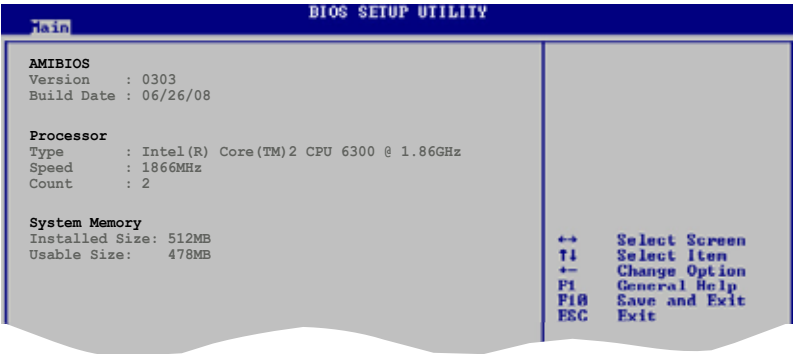 BIOS SETUP UTILITY
Main
AMIBIOS
Version : 0303
Build Date : 06/26/08
Processor
Type : Intel(R) Core(TM)2 CPU 6300 @ 1.86GHz
Speed : 1866MHz
Count : 2
System Memory
Installed Size: 512MB
Usable Size: 478MB
←→ Select Screen
↑↓ Select Item
+- Change Option
F1 General Help
F10 Save and Exit
ESC Exit